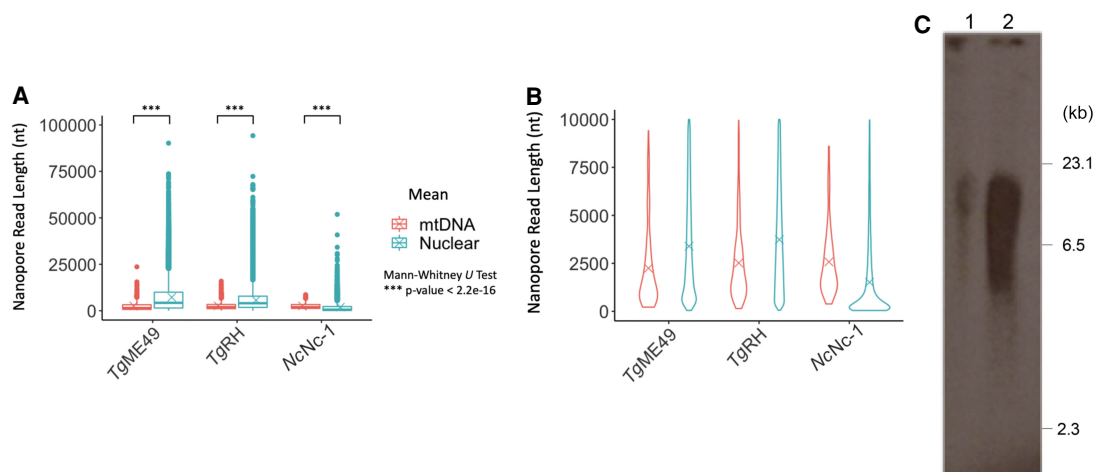 A
Nanopore Read Length (nt)
100000
75000
50000
25000
0
***
***
***
TgME49
TgRH
NcNc-1
Mean
mtDNA
Nuclear
Mann-Whitney U Test
*** p-value < 2.2e-16
B
Nanopore Read Length (nt)
10000
7500
5000
2500
0
TgME49
TgRH
NcNc-1
C
1 2
(kb)
23.1
6.5
2.3